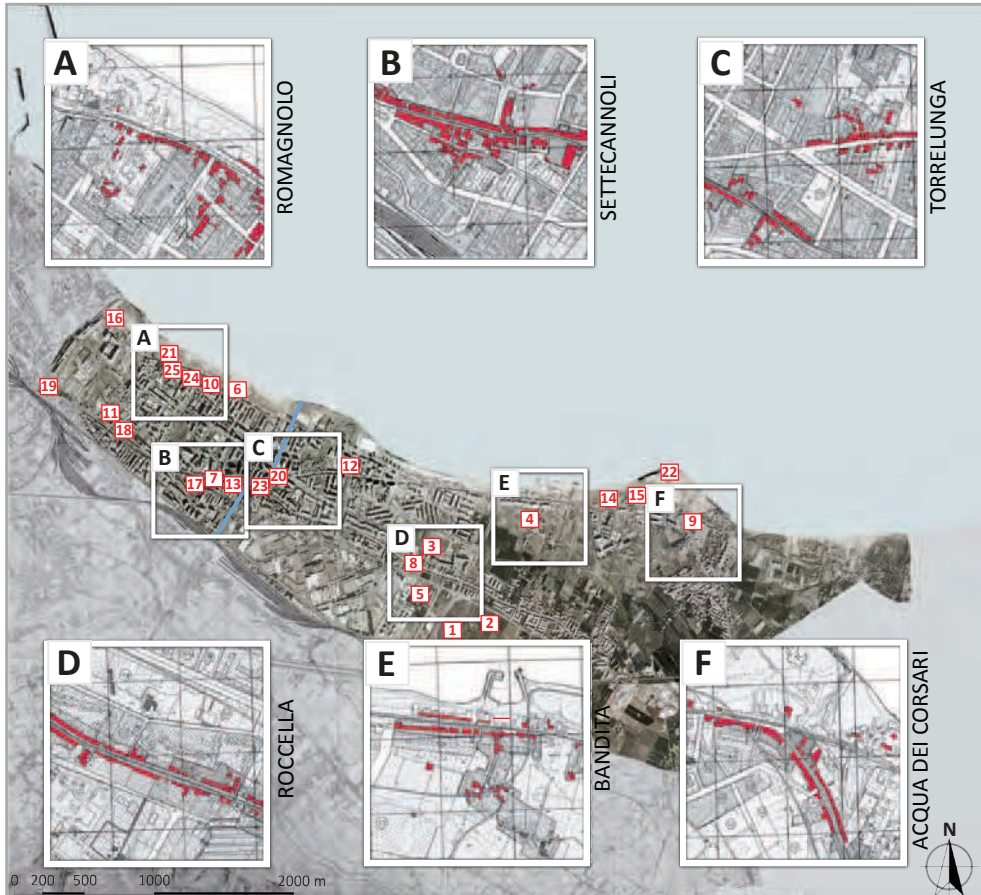 A
ROMAGNOLO
B
SETTECANNOLI
C
TORRELUNGA
16
A
21
25
24
10
6
19
11
18
B
17
7
13
C
23
20
12
E
4
14
15
22
F
9
D
3
8
5
1
2
D
ROCCELLA
E
BANDITA
F
ACQUA DEI CORSARI
N
0 200 500 1000 2000 m